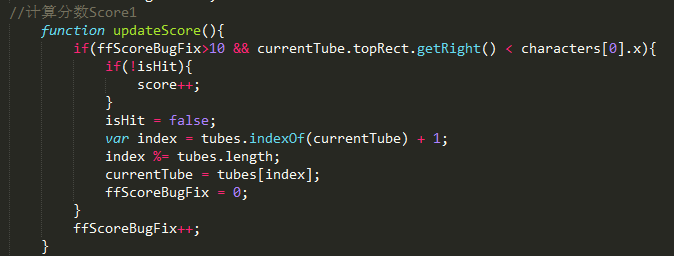 //计算分数Score1
function updateScore(){
if(ffScoreBugFix>10 && currentTube.topRect.getRight() < characters[0].x){
if(!isHit){
score++;
}
isHit = false;
var index = tubes.indexOf(currentTube) + 1;
index %= tubes.length;
currentTube = tubes[index];
ffScoreBugFix = 0;
}
ffScoreBugFix++;
}